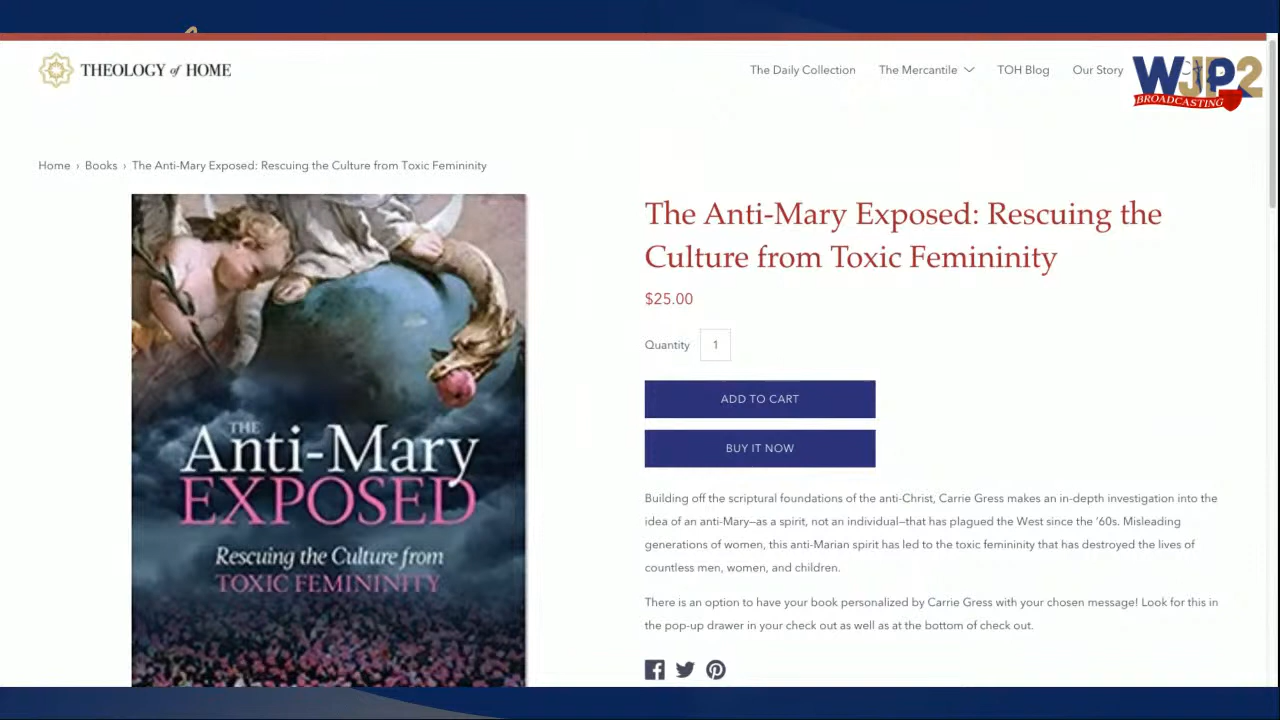 THEOLOGY of HOME
The Daily Collection
The Mercantile
TOH Blog
Our Story
WJP2
BROADCASTING
Home › Books › The Anti-Mary Exposed: Rescuing the Culture from Toxic Femininity
THE
Anti-Mary
EXPOSED
Rescuing the Culture from
TOXIC FEMININITY
The Anti-Mary Exposed: Rescuing the
Culture from Toxic Femininity
$25.00
Quantity 1
ADD TO CART
BUY IT NOW
Building off the scriptural foundations of the anti-Christ, Carrie Gress makes an in-depth investigation into the
idea of an anti-Mary—as a spirit, not an individual—that has plagued the West since the ’60s. Misleading
generations of women, this anti-Marian spirit has led to the toxic femininity that has destroyed the lives of
countless men, women, and children.
There is an option to have your book personalized by Carrie Gress with your chosen message! Look for this in
the pop-up drawer in your check out as well as at the bottom of check out.